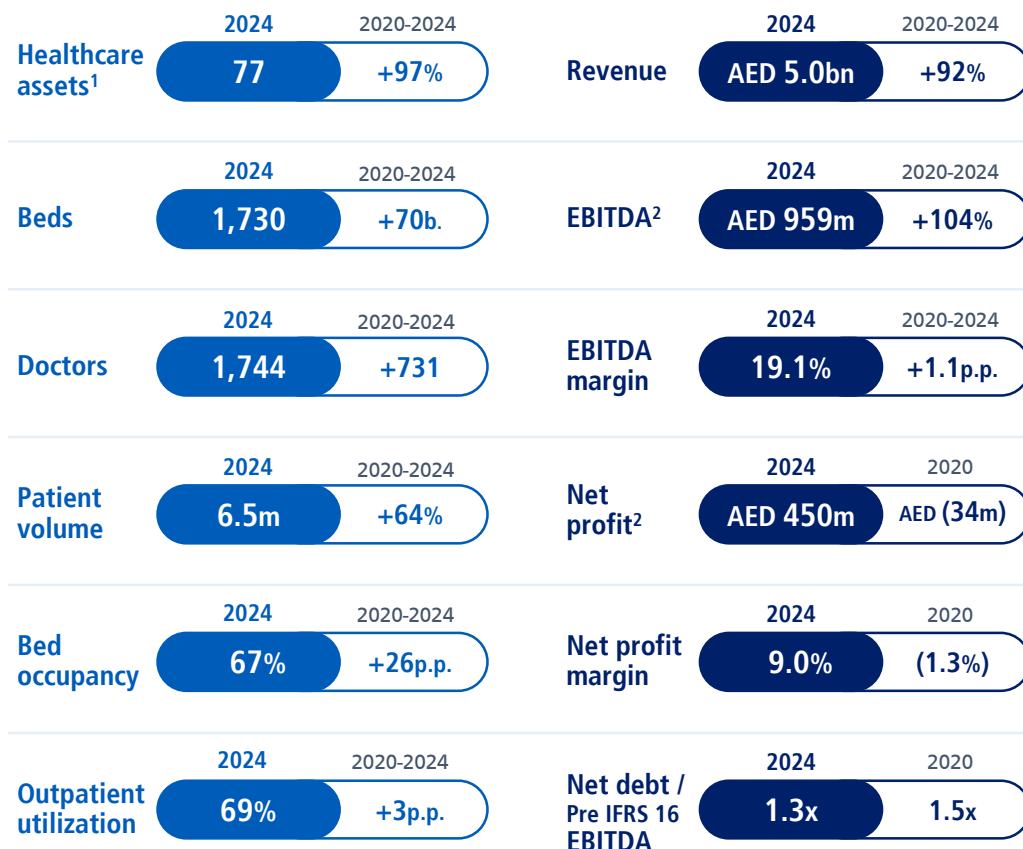 2024 2020-2024
Healthcare
assets¹
77 +97%
2024 2020-2024
Revenue AED 5.0bn +92%
2024 2020-2024
Beds 1,730 +70b.
2024 2020-2024
EBITDA² AED 959m +104%
2024 2020-2024
Doctors 1,744 +731
2024 2020-2024
EBITDA
margin
19.1% +1.1p.p.
2024 2020-2024
Patient
volume
6.5m +64%
2024 2020
Net
profit²
AED 450m AED (34m)
2024 2020-2024
Bed
occupancy
67% +26p.p.
2024 2020
Net profit
margin
9.0% (1.3%)
2024 2020-2024
Outpatient
utilization
69% +3p.p.
2024 2020
Net debt /
Pre IFRS 16
EBITDA
1.3x 1.5x